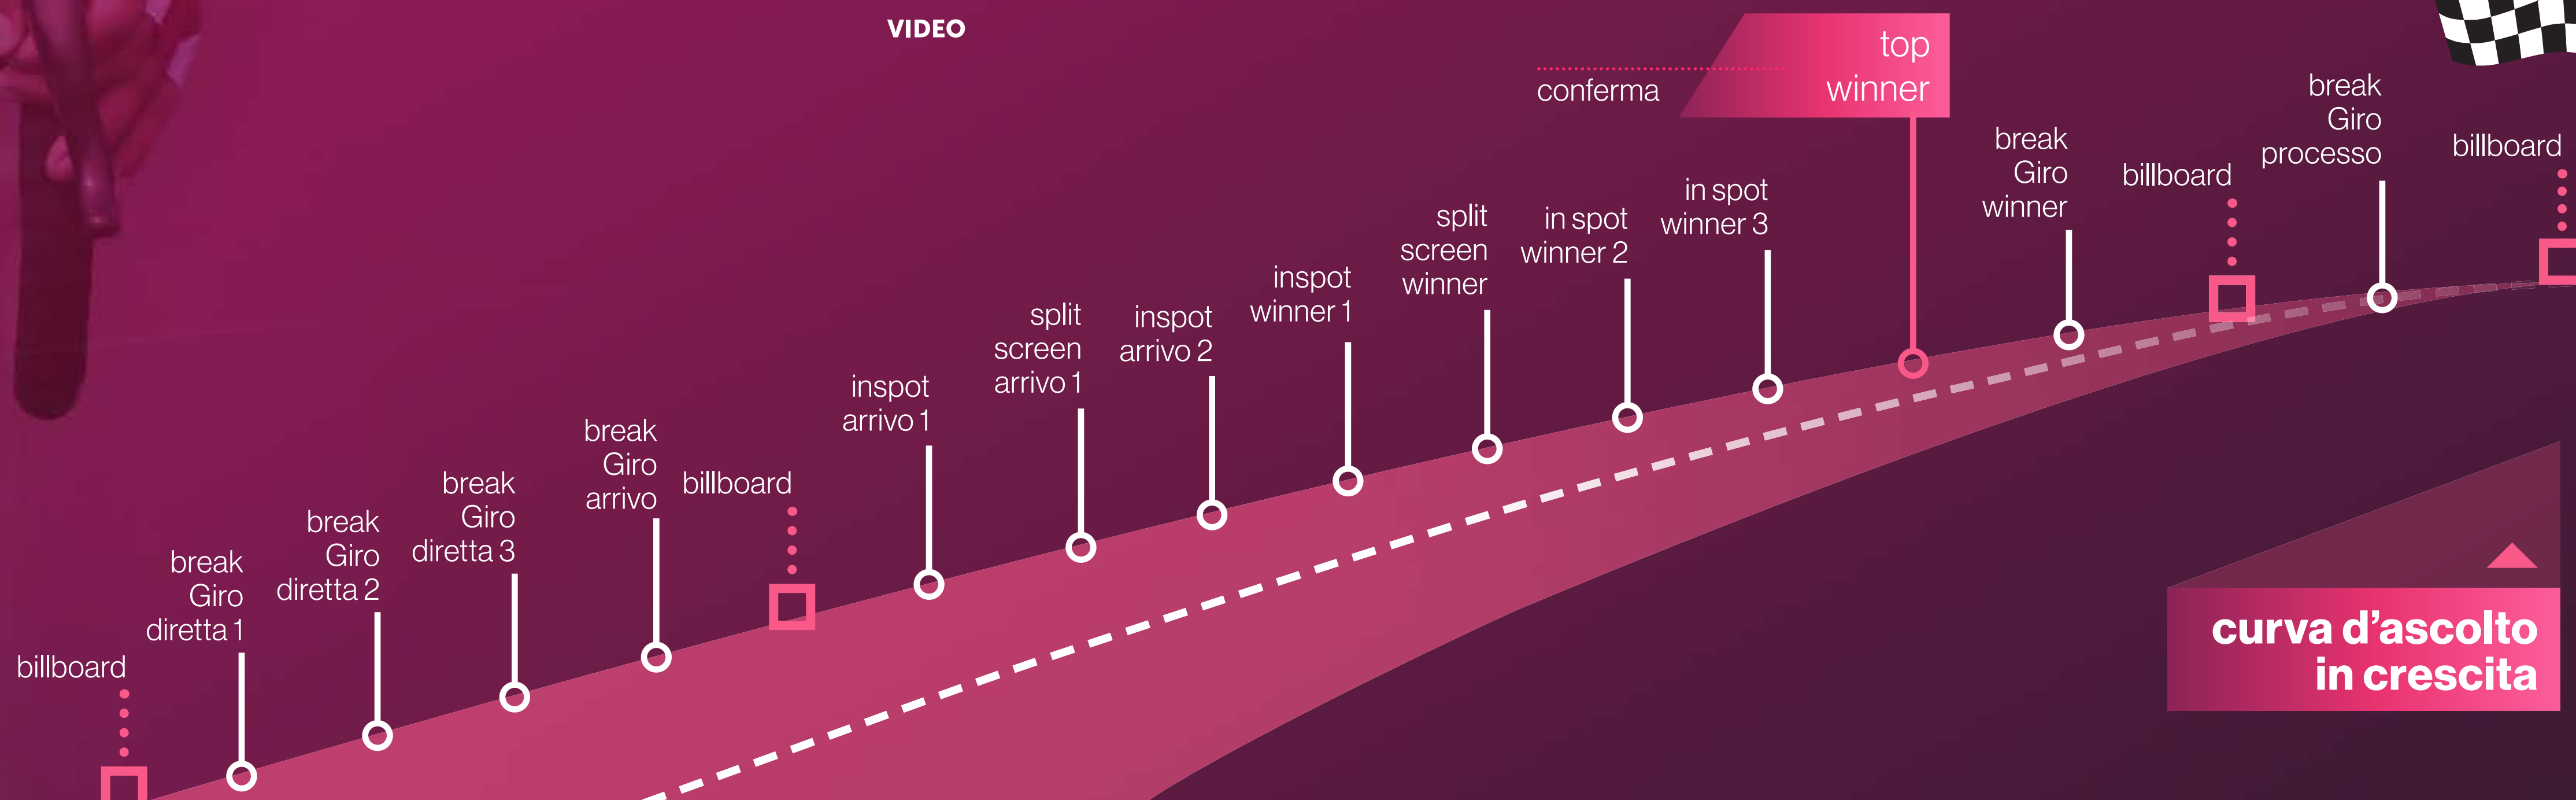 VIDEO
billboard
break
Giro
diretta 1
break
Giro
diretta 2
break
Giro
diretta 3
break
Giro
arrivo
billboard
inspot
arrivo 1
split
screen
arrivo 1
inspot
arrivo 2
inspot
winner 1
split
screen
winner
in spot
winner 2
in spot
winner 3
conferma
top
winner
break
Giro
winner
billboard
break
Giro
processo
billboard
curva d’ascolto
in crescita